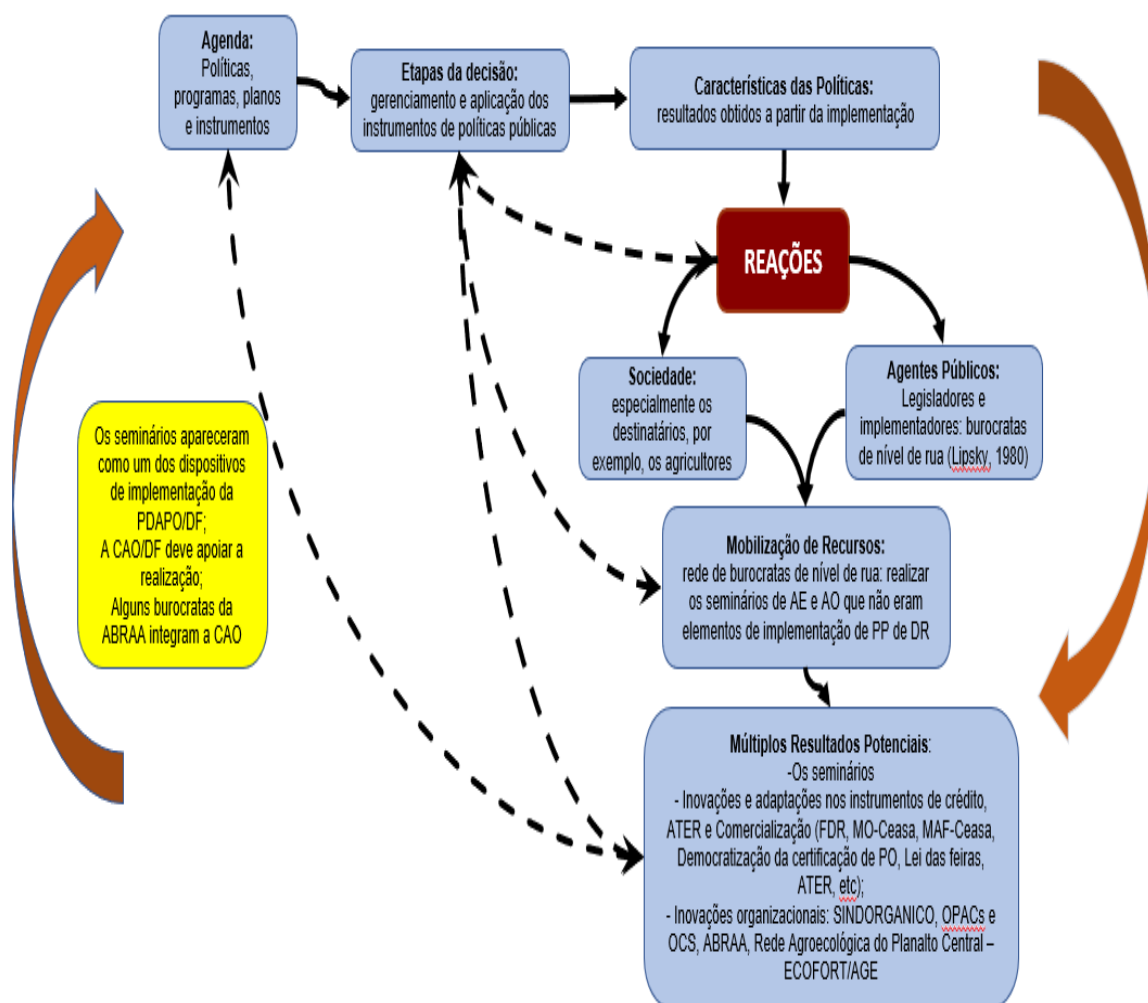 Agenda:
Políticas,
programas, planos
e instrumentos
Etapas da decisão:
gerenciamento e aplicação dos
instrumentos de políticas públicas
Características das Políticas:
resultados obtidos a partir da implementação
REAÇÕES
Sociedade:
especialmente os
destinatários, por
exemplo, os agricultores
Agentes Públicos:
Legisladores e
implementadores: burocratas
de nível de rua (Lipsky, 1980)
Os seminários apareceram
como um dos dispositivos
de implementação da
PDAPO/DF;
A CAO/DF deve apoiar a
realização;
Alguns burocratas da
ABRAA integram a CAO
Mobilização de Recursos:
rede de burocratas de nível de rua: realizar
os seminários de AE e AO que não eram
elementos de implementação de PP de DR
Múltiplos Resultados Potenciais:
-Os seminários
- Inovações e adaptações nos instrumentos de crédito,
ATER e Comercialização (FDR, MO-Ceasa, MAF-Ceasa,
Democratização da certificação de PO, Lei das feiras,
ATER, etc);
- Inovações organizacionais: SINDORGANICO, OPACs e
OCS, ABRAA, Rede Agroecológica do Planalto Central –
ECOFORT/AGE